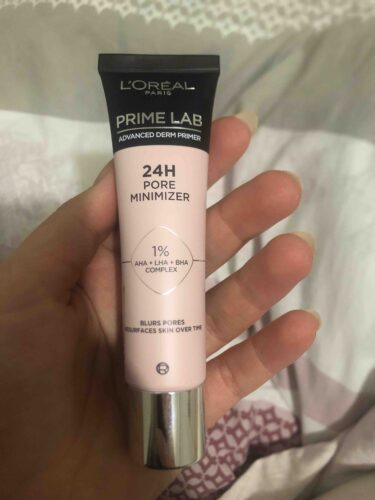 L'ORÉAL
PARIS
PRIME LAB
ADVANCED DERM PRIMER
24H
PORE
MINIMIZER
1%
AHA + LHA + BHA
COMPLEX
BLURS PORES
RESURFACES SKIN OVER TIME